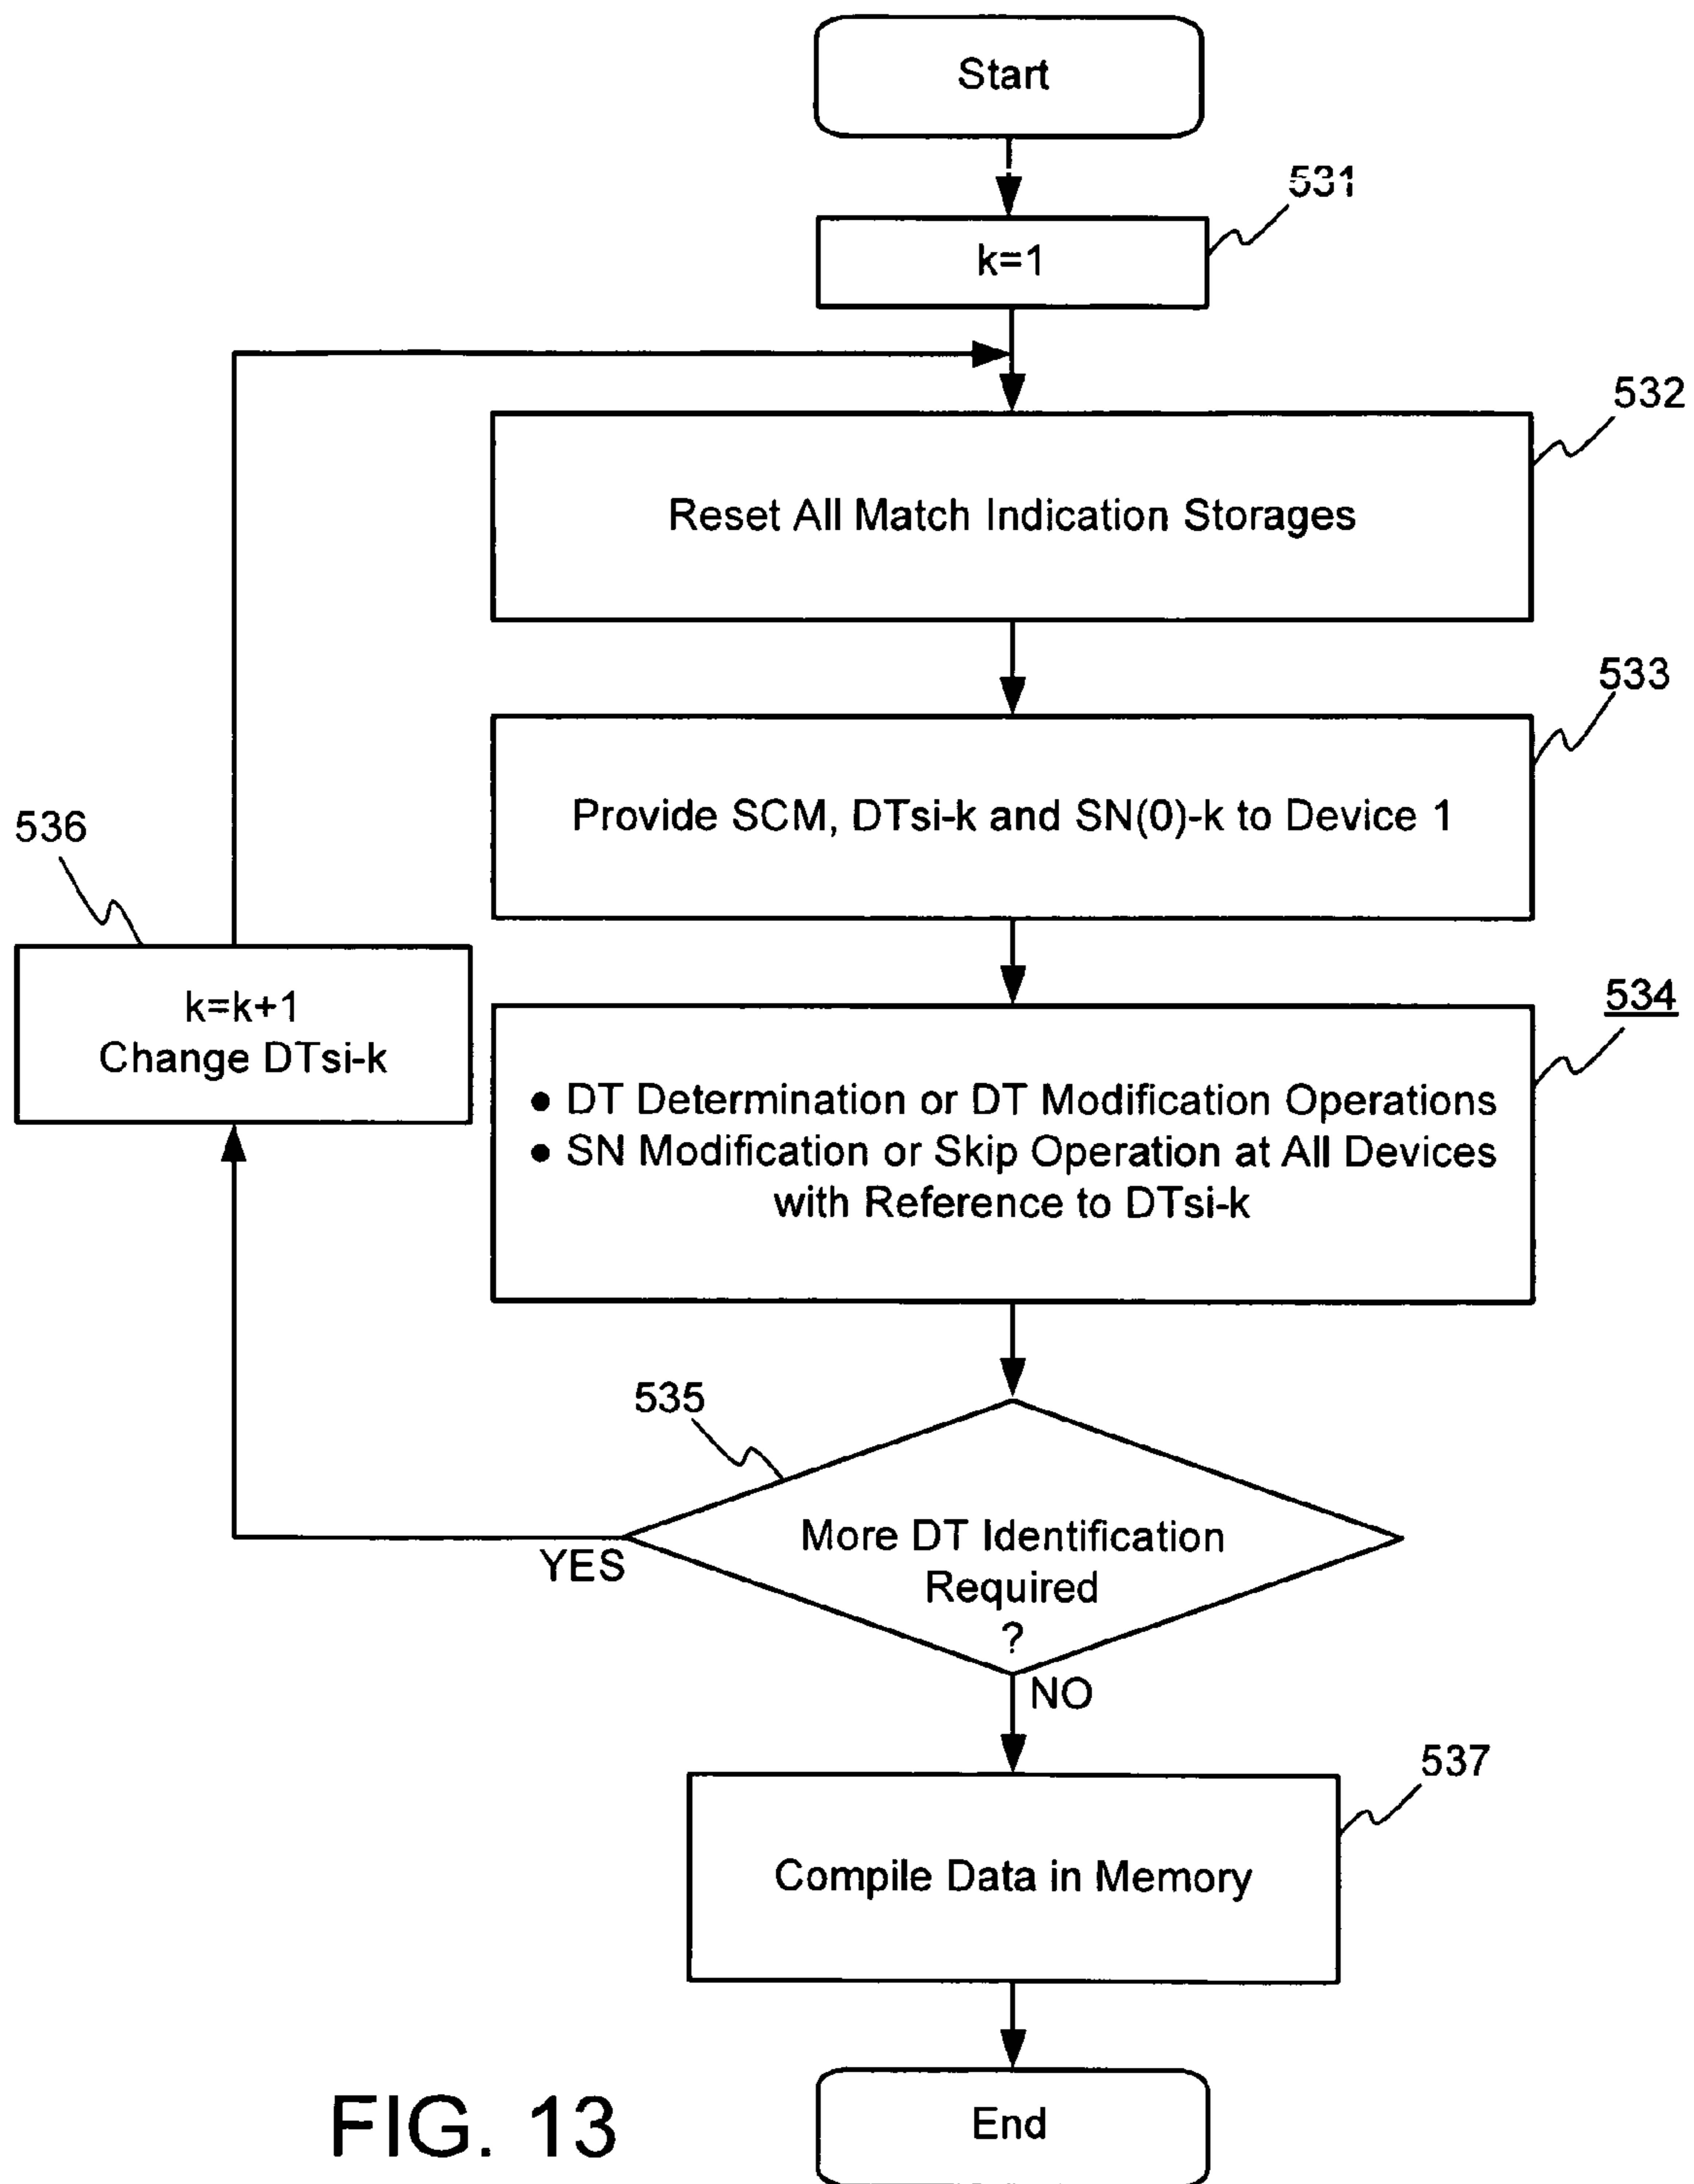 Start
531
k=1
532
Reset All Match Indication Storages
533
Provide SCM, DTsi-k and SN(0)-k to Device 1
536
k=k+1
Change DTsi-k
534
● DT Determination or DT Modification Operations
● SN Modification or Skip Operation at All Devices
with Reference to DTsi-k
535
More DT Identification
Required
?
YES
NO
537
Compile Data in Memory
End
FIG. 13